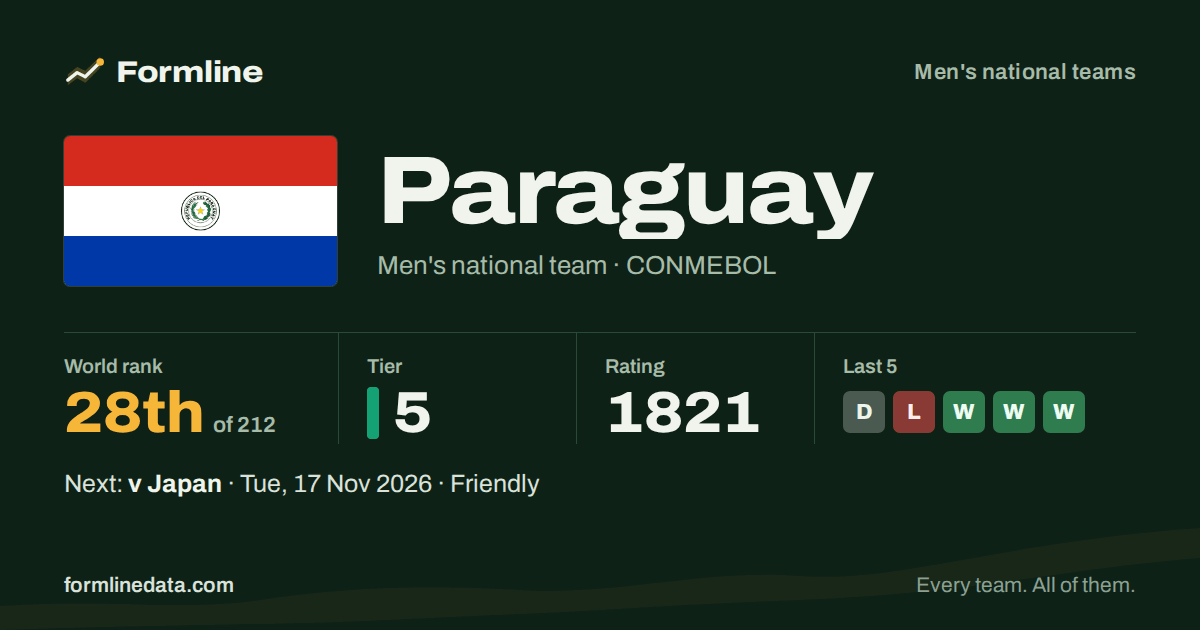 Formline
Men's national teams
Paraguay
Men's national team · CONMEBOL
World rank
28th of 212
Tier
5
Rating
1821
Last 5
D L W W W
Next: v Japan · Tue, 17 Nov 2026 · Friendly
formlinedata.com
Every team. All of them.